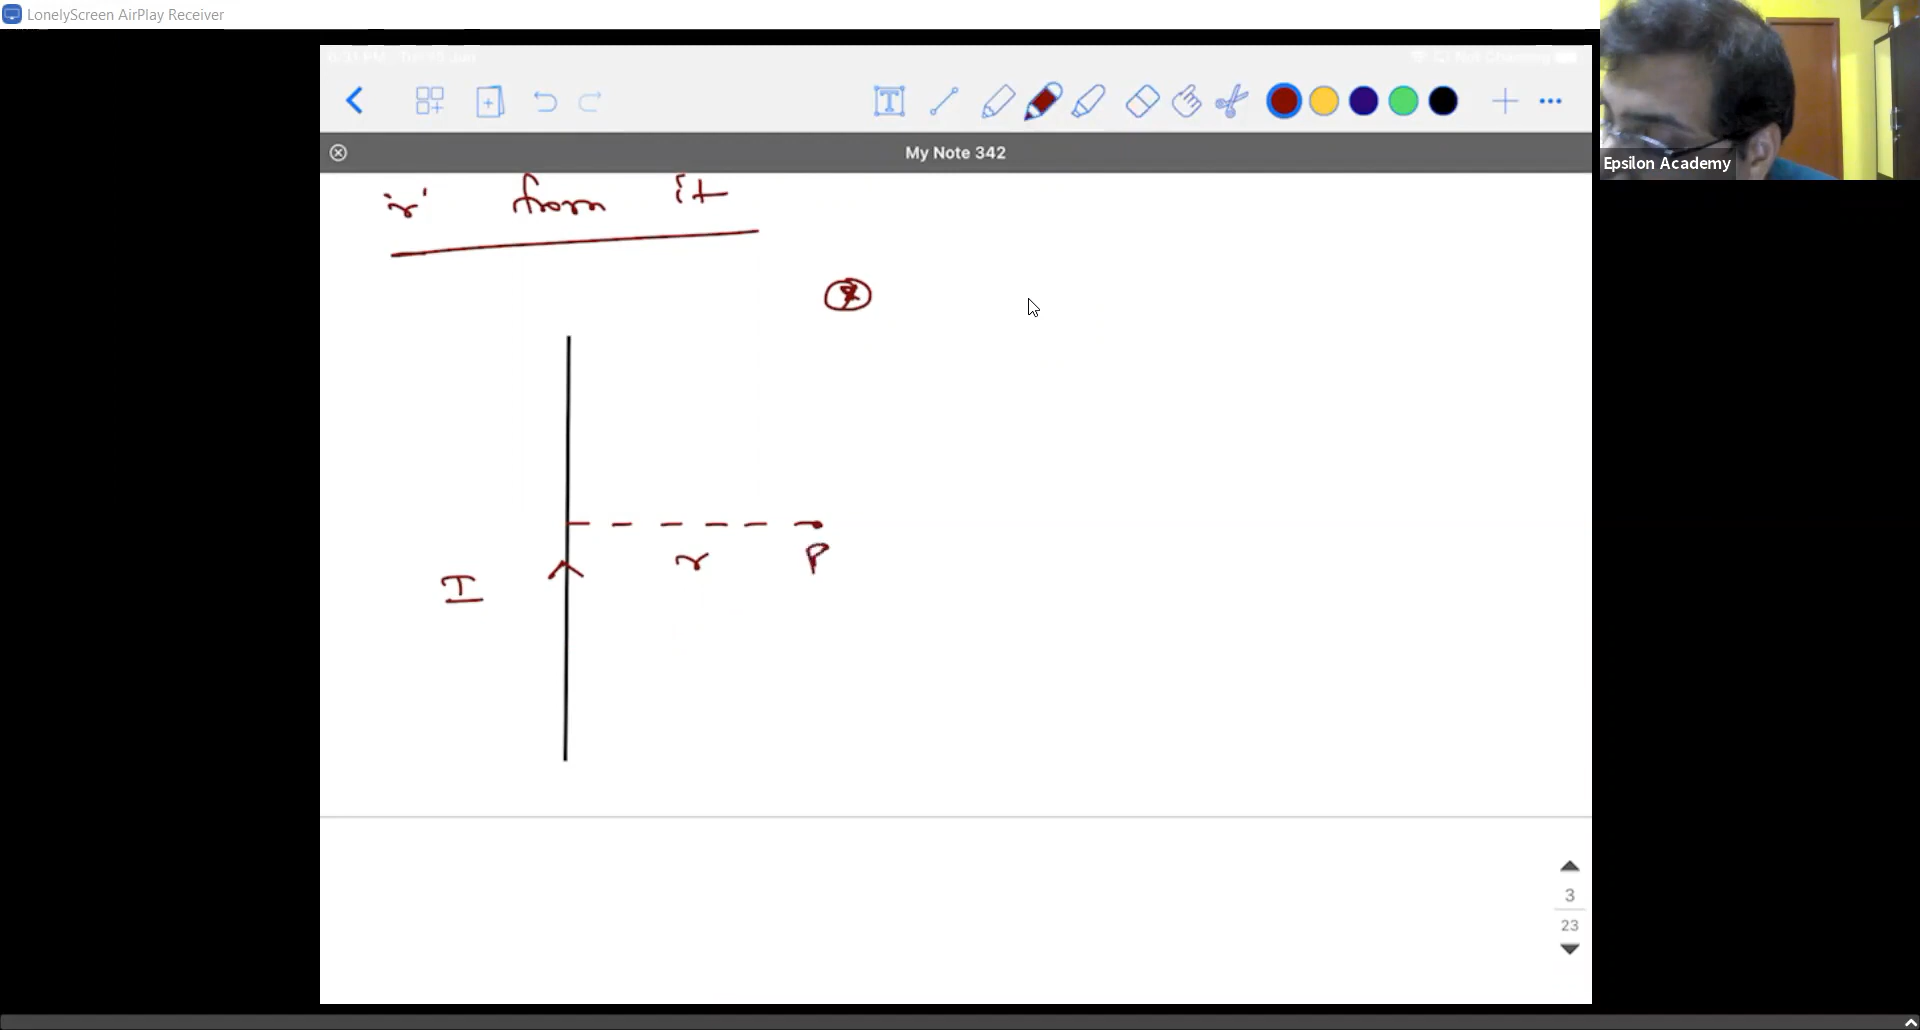 LonelyScreen AirPlay Receiver
T
My Note 342
Epsilon Academy
'r' from it
r P
I
3
23